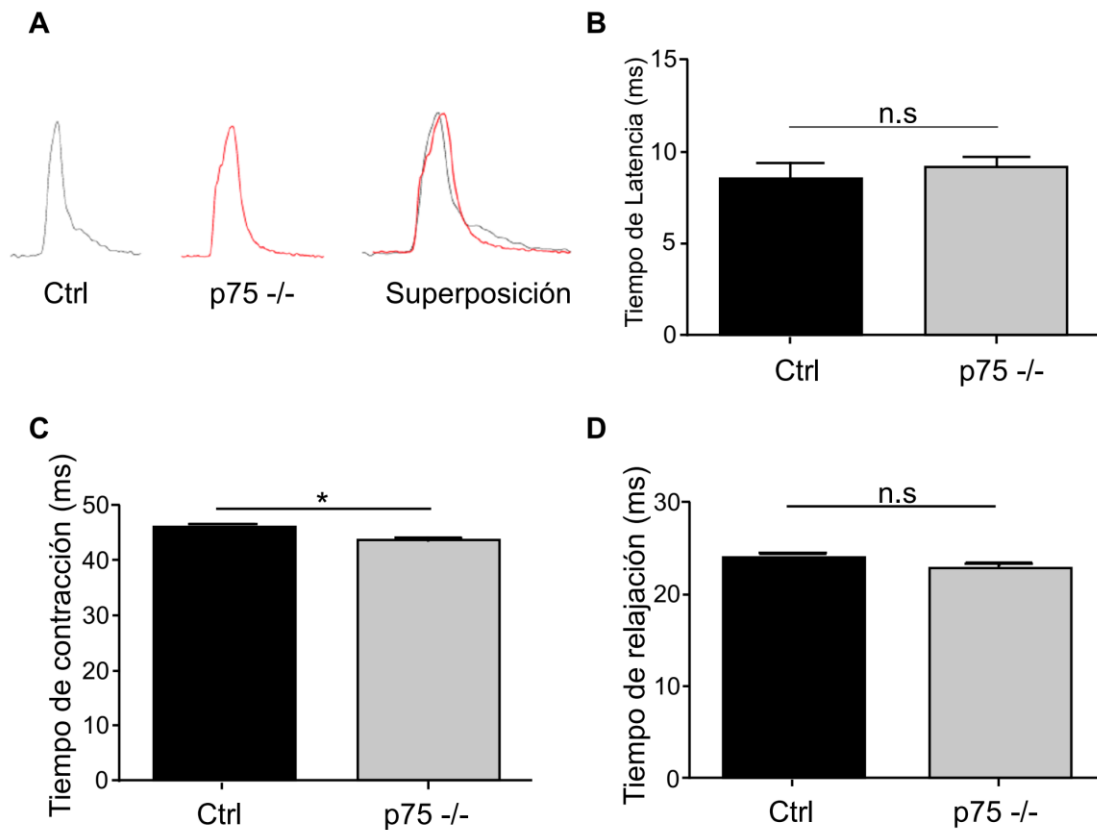 A
Ctrl
p75 -/-
Superposición
B
Tiempo de Latencia (ms)
15
10
5
0
n.s
Ctrl
p75 -/-
C
Tiempo de contracción (ms)
50
40
30
20
10
0
*
Ctrl
p75 -/-
D
Tiempo de relajación (ms)
30
20
10
0
n.s
Ctrl
p75 -/-